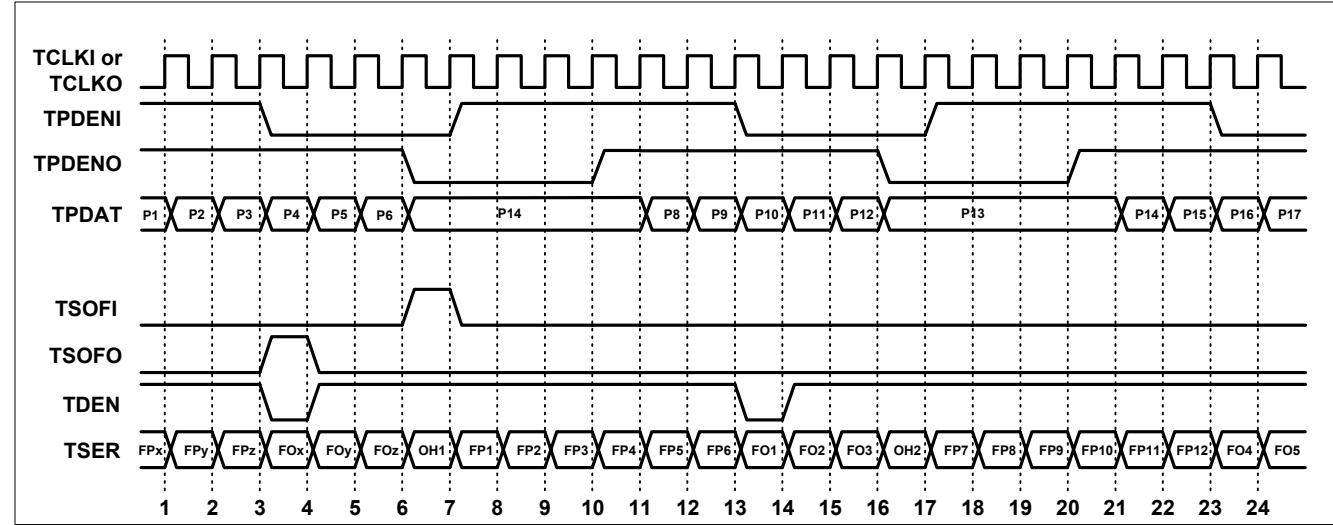 TCLKI or
TCLKO
TPDENI
TPDENO
TPDAT P1 P2 P3 P4 P5 P6 P14 P8 P9 P10 P11 P12 P13 P14 P15 P16 P17
TSOFI
TSOFO
TDEN
TSER FPx FPy FPz FOx FOy FOz OH1 FP1 FP2 FP3 FP4 FP5 FP6 FO1 FO2 FO3 OH2 FP7 FP8 FP9 FP10 FP11 FP12 FO4 FO5
1 2 3 4 5 6 7 8 9 10 11 12 13 14 15 16 17 18 19 20 21 22 23 24